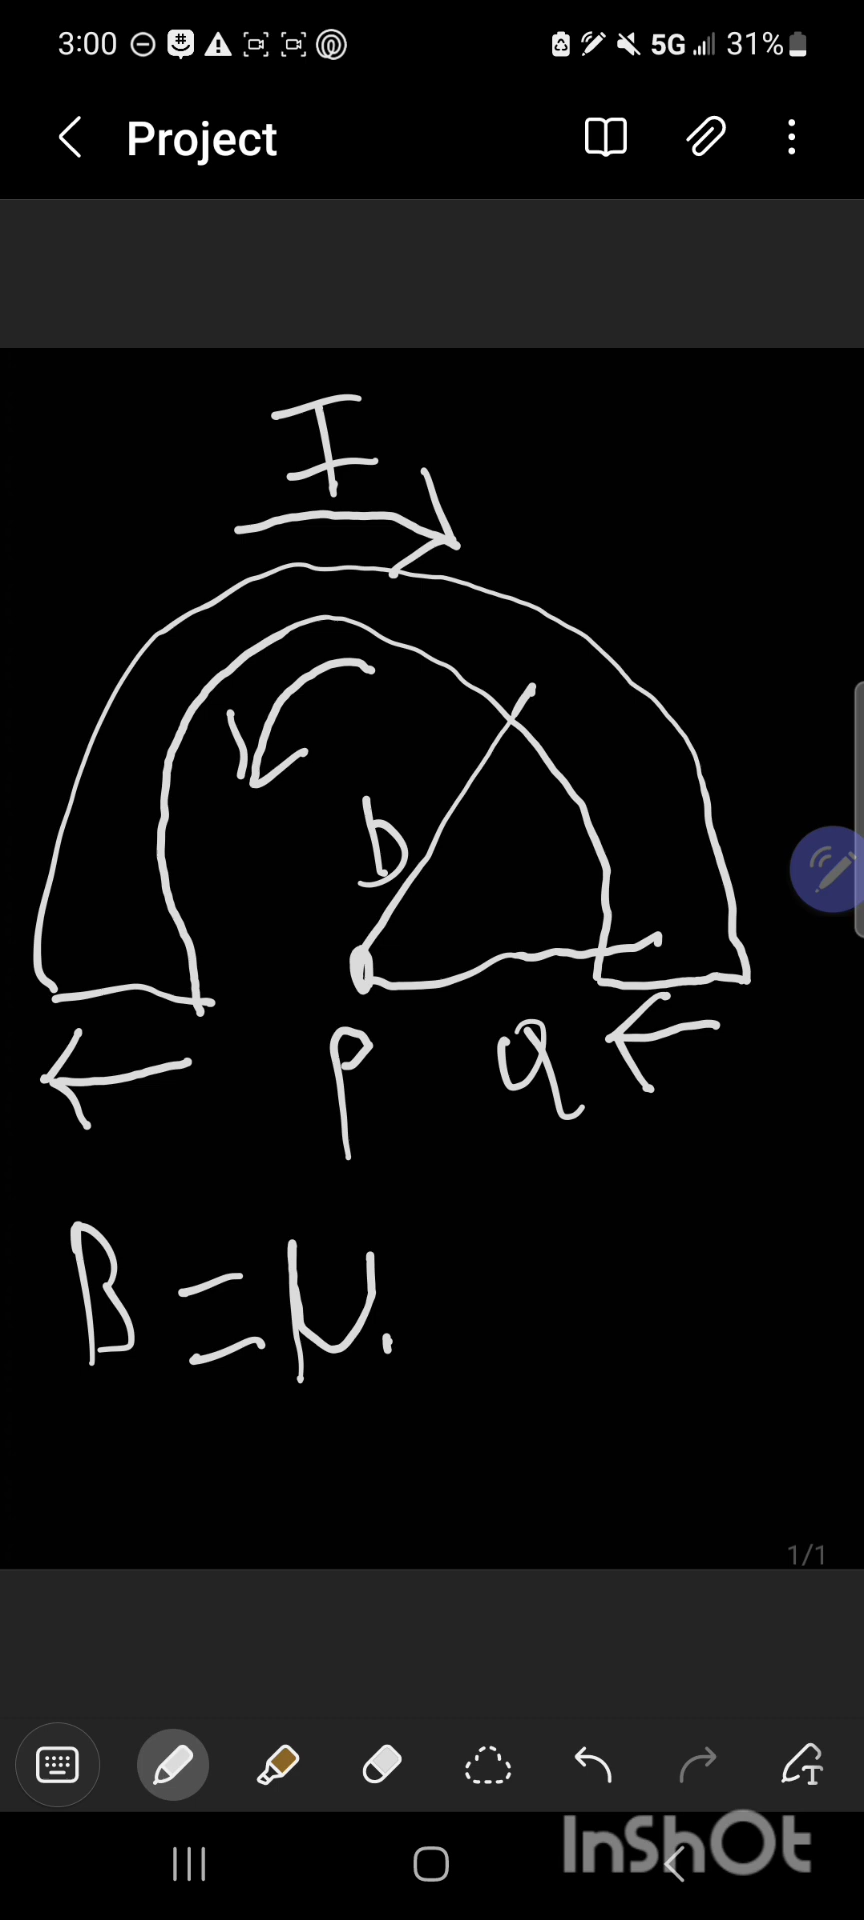 3:00 5G 31%
Project
I
b
P a
B = μ.
1/1
T
InShOt